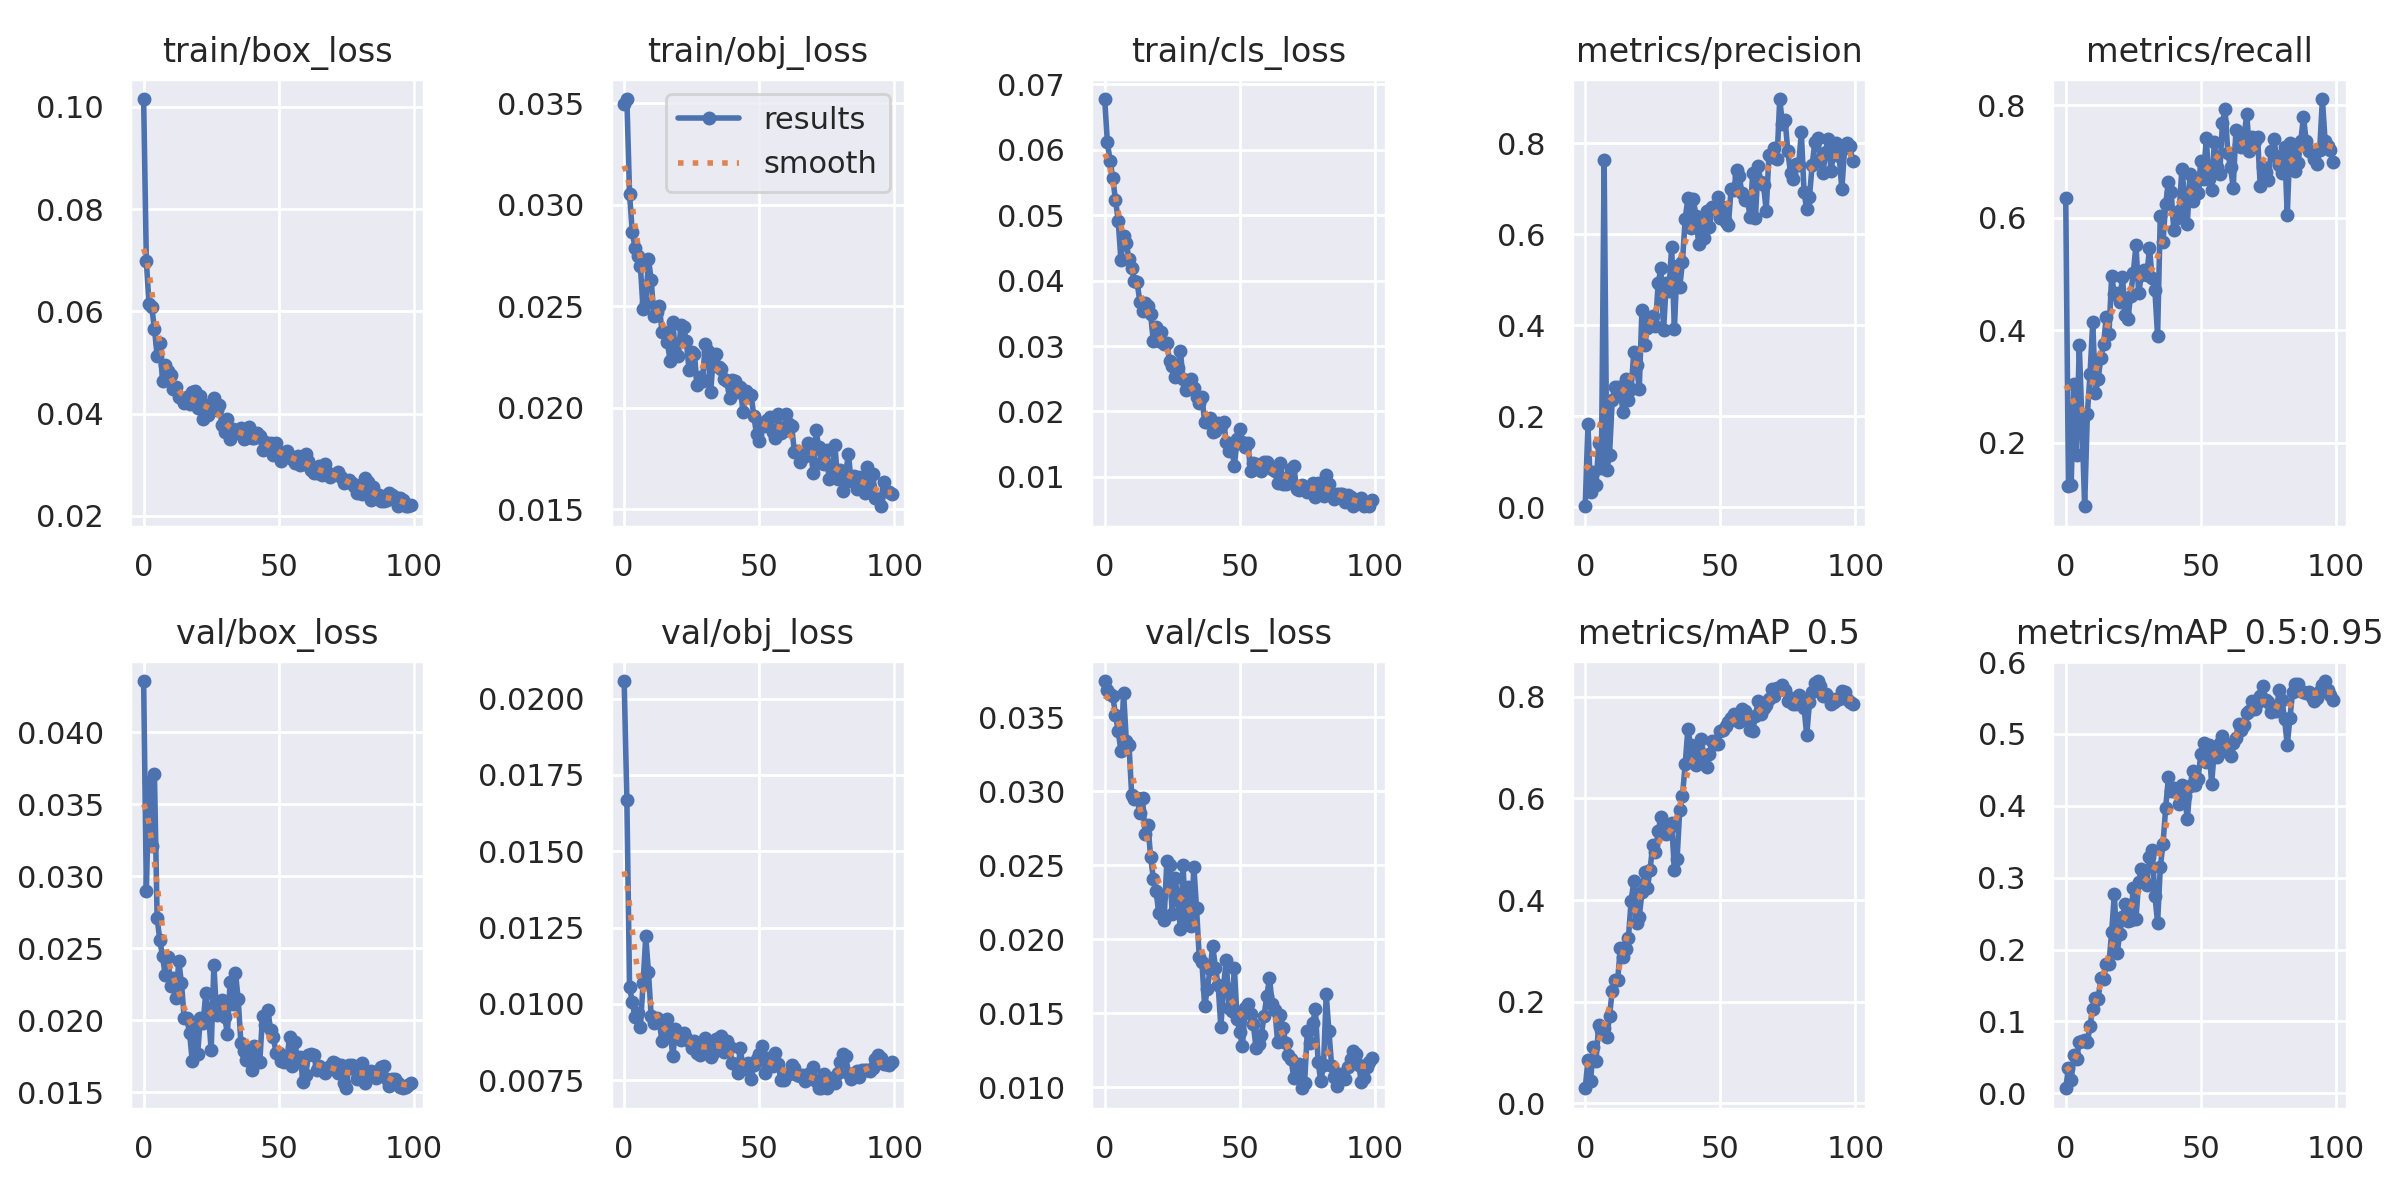 train/box_loss
0.10
0.08
0.06
0.04
0.02
0 50 100
train/obj_loss
results
smooth
0.035
0.030
0.025
0.020
0.015
0 50 100
train/cls_loss
0.07
0.06
0.05
0.04
0.03
0.02
0.01
0 50 100
metrics/precision
0.8
0.6
0.4
0.2
0.0
0 50 100
metrics/recall
0.8
0.6
0.4
0.2
0 50 100
val/box_loss
0.040
0.035
0.030
0.025
0.020
0.015
0 50 100
val/obj_loss
0.0200
0.0175
0.0150
0.0125
0.0100
0.0075
0 50 100
val/cls_loss
0.035
0.030
0.025
0.020
0.015
0.010
0 50 100
metrics/mAP_0.5
0.8
0.6
0.4
0.2
0.0
0 50 100
metrics/mAP_0.5:0.95
0.6
0.5
0.4
0.3
0.2
0.1
0.0
0 50 100